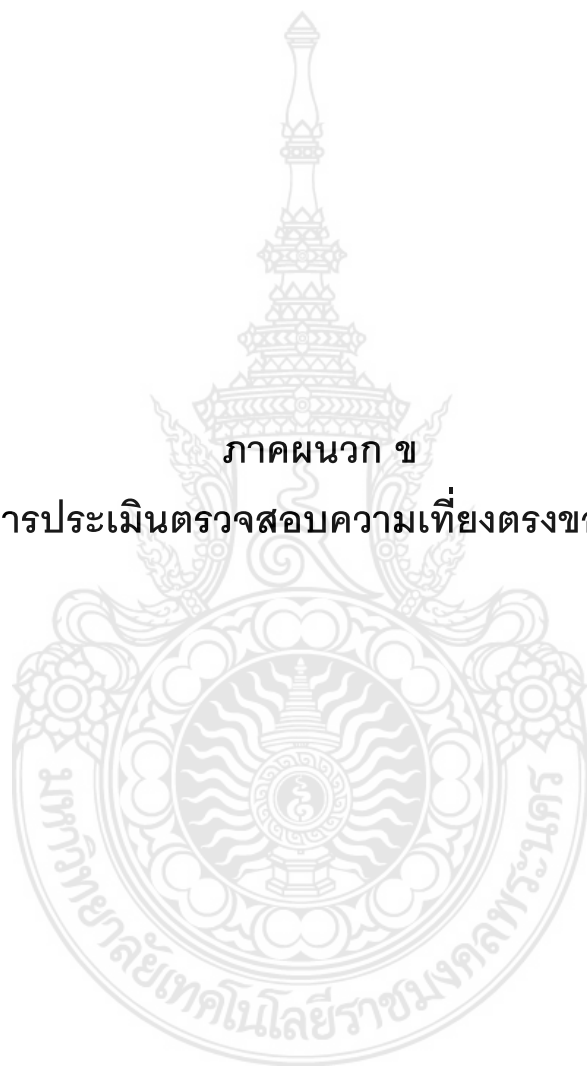 ภาคผนวก ข
ารประเมินตรวจสอบความเที่ยงตรงข
มหาวิทยาลัยเทคโนโลยีราชมงคลพระนคร